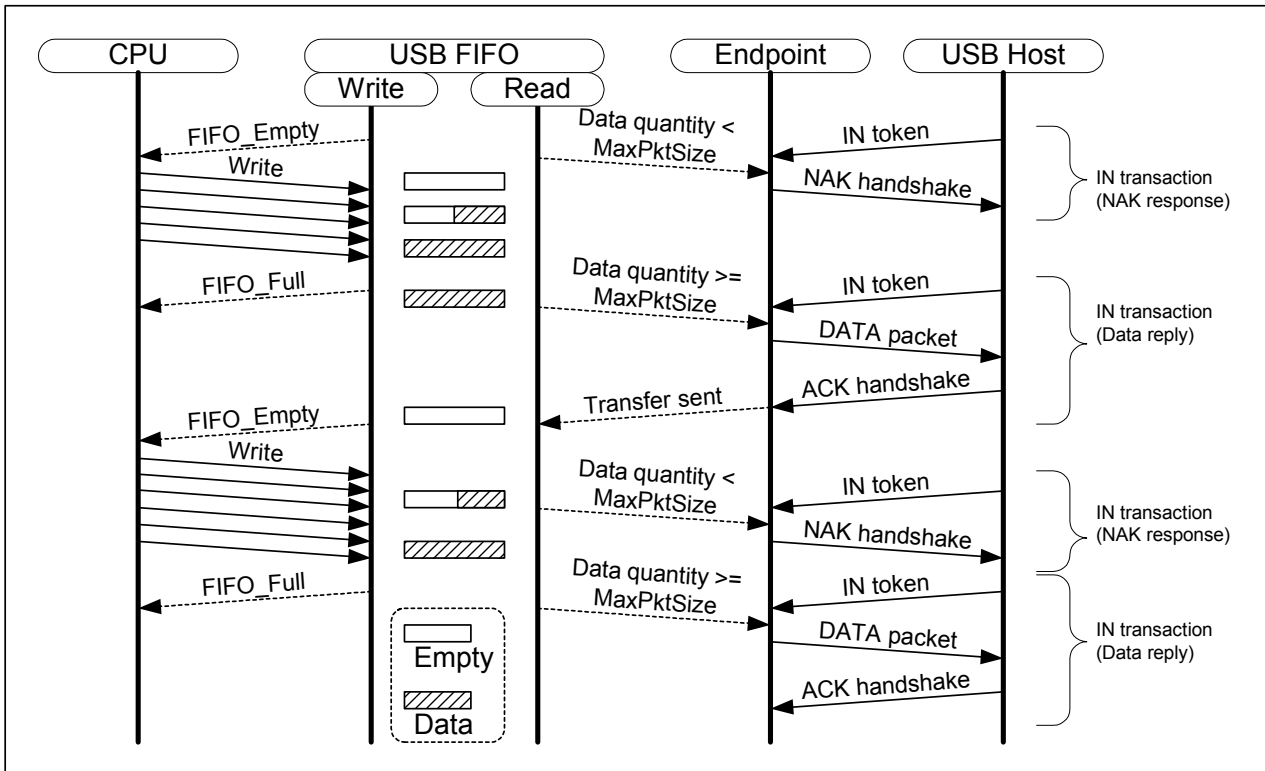 CPU
USB FIFO
Endpoint
USB Host
Write
Read
FIFO_Empty
Data quantity <
MaxPktSize
IN token
Write
NAK handshake
IN transaction
(NAK response)
FIFO_Full
Data quantity >=
MaxPktSize
IN token
DATA packet
IN transaction
(Data reply)
ACK handshake
Transfer sent
FIFO_Empty
Write
Data quantity <
MaxPktSize
IN token
NAK handshake
IN transaction
(NAK response)
FIFO_Full
Data quantity >=
MaxPktSize
IN token
DATA packet
IN transaction
(Data reply)
ACK handshake
Empty
Data